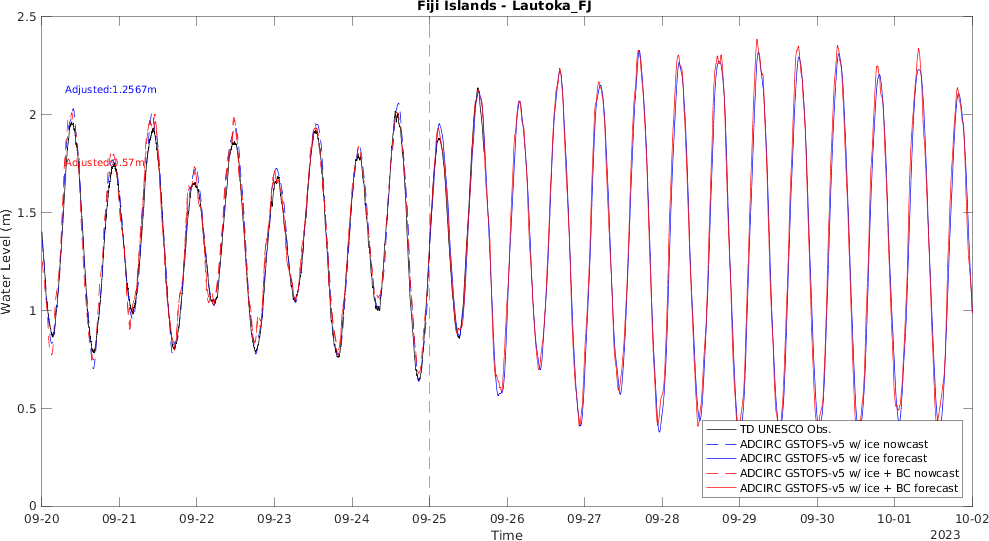 Fiji Islands - Lautoka_FJ
2.5
2
1.5
1
0.5
0
Water Level (m)
Adjusted:1.2567m
TD UNESCO Obs.
ADCIRC GSTOFS-v5 w/ ice nowcast
ADCIRC GSTOFS-v5 w/ ice forecast
ADCIRC GSTOFS-v5 w/ ice + BC nowcast
ADCIRC GSTOFS-v5 w/ ice + BC forecast
09-20 09-21 09-22 09-23 09-24 09-25 09-26 09-27 09-28 09-29 09-30 10-01 10-02
Time
2023